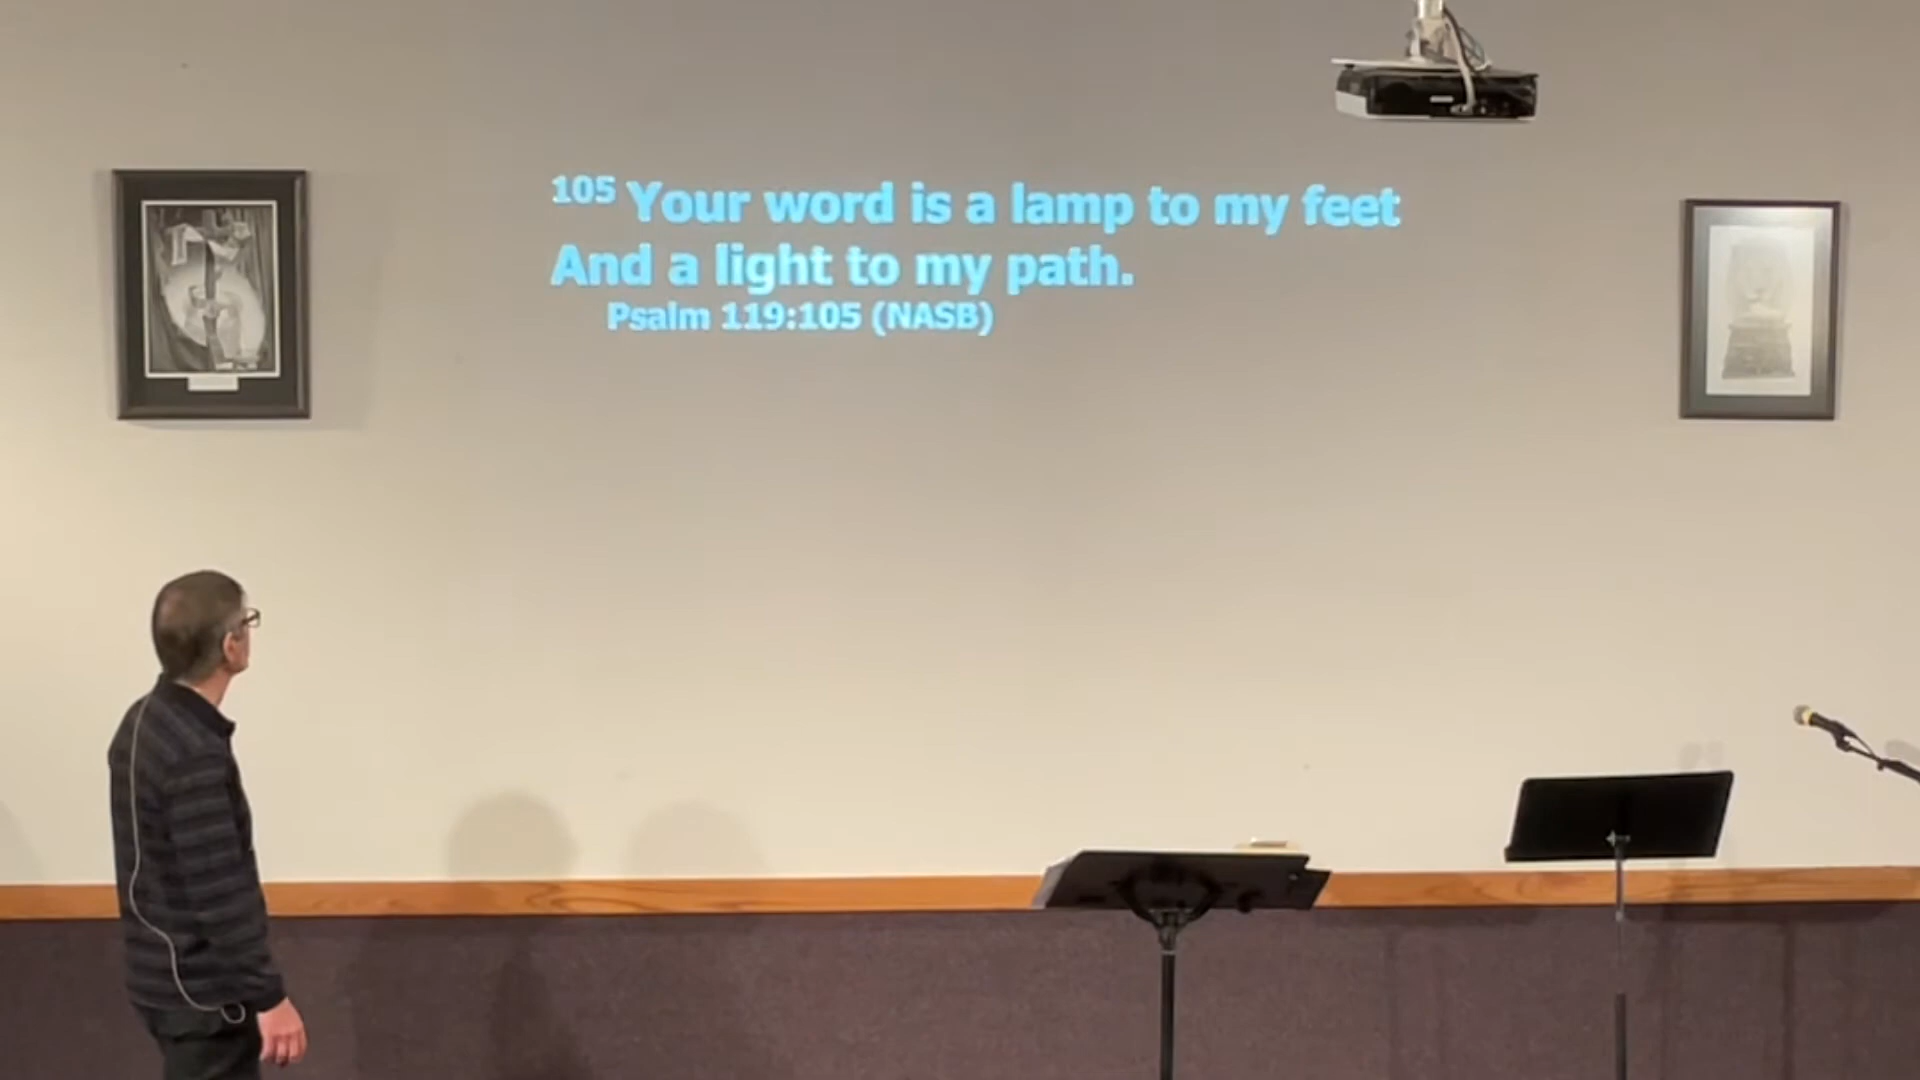 105 Your word is a lamp to my feet
And a light to my path.
Psalm 119:105 (NASB)